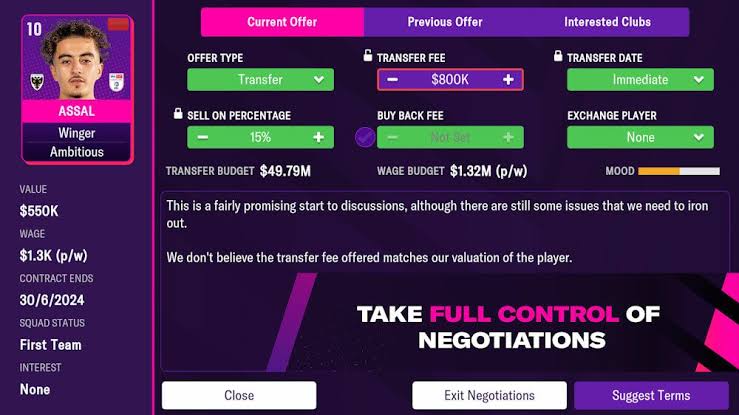 10
ASSAL
Winger
Ambitious
VALUE
$550K
WAGE
$1.3K (p/w)
CONTRACT ENDS
30/6/2024
SQUAD STATUS
First Team
INTEREST
None
Current Offer
Previous Offer
Interested Clubs
OFFER TYPE
Transfer
TRANSFER FEE
− $800K +
TRANSFER DATE
Immediate
SELL ON PERCENTAGE
− 15% +
BUY BACK FEE
− Not Set +
EXCHANGE PLAYER
None
TRANSFER BUDGET $49.79M
WAGE BUDGET $1.32M (p/w)
MOOD
This is a fairly promising start to discussions, although there are still some issues that we need to iron
out.
We don't believe the transfer fee offered matches our valuation of the player.
TAKE FULL CONTROL OF
NEGOTIATIONS
Close
Exit Negotiations
Suggest Terms